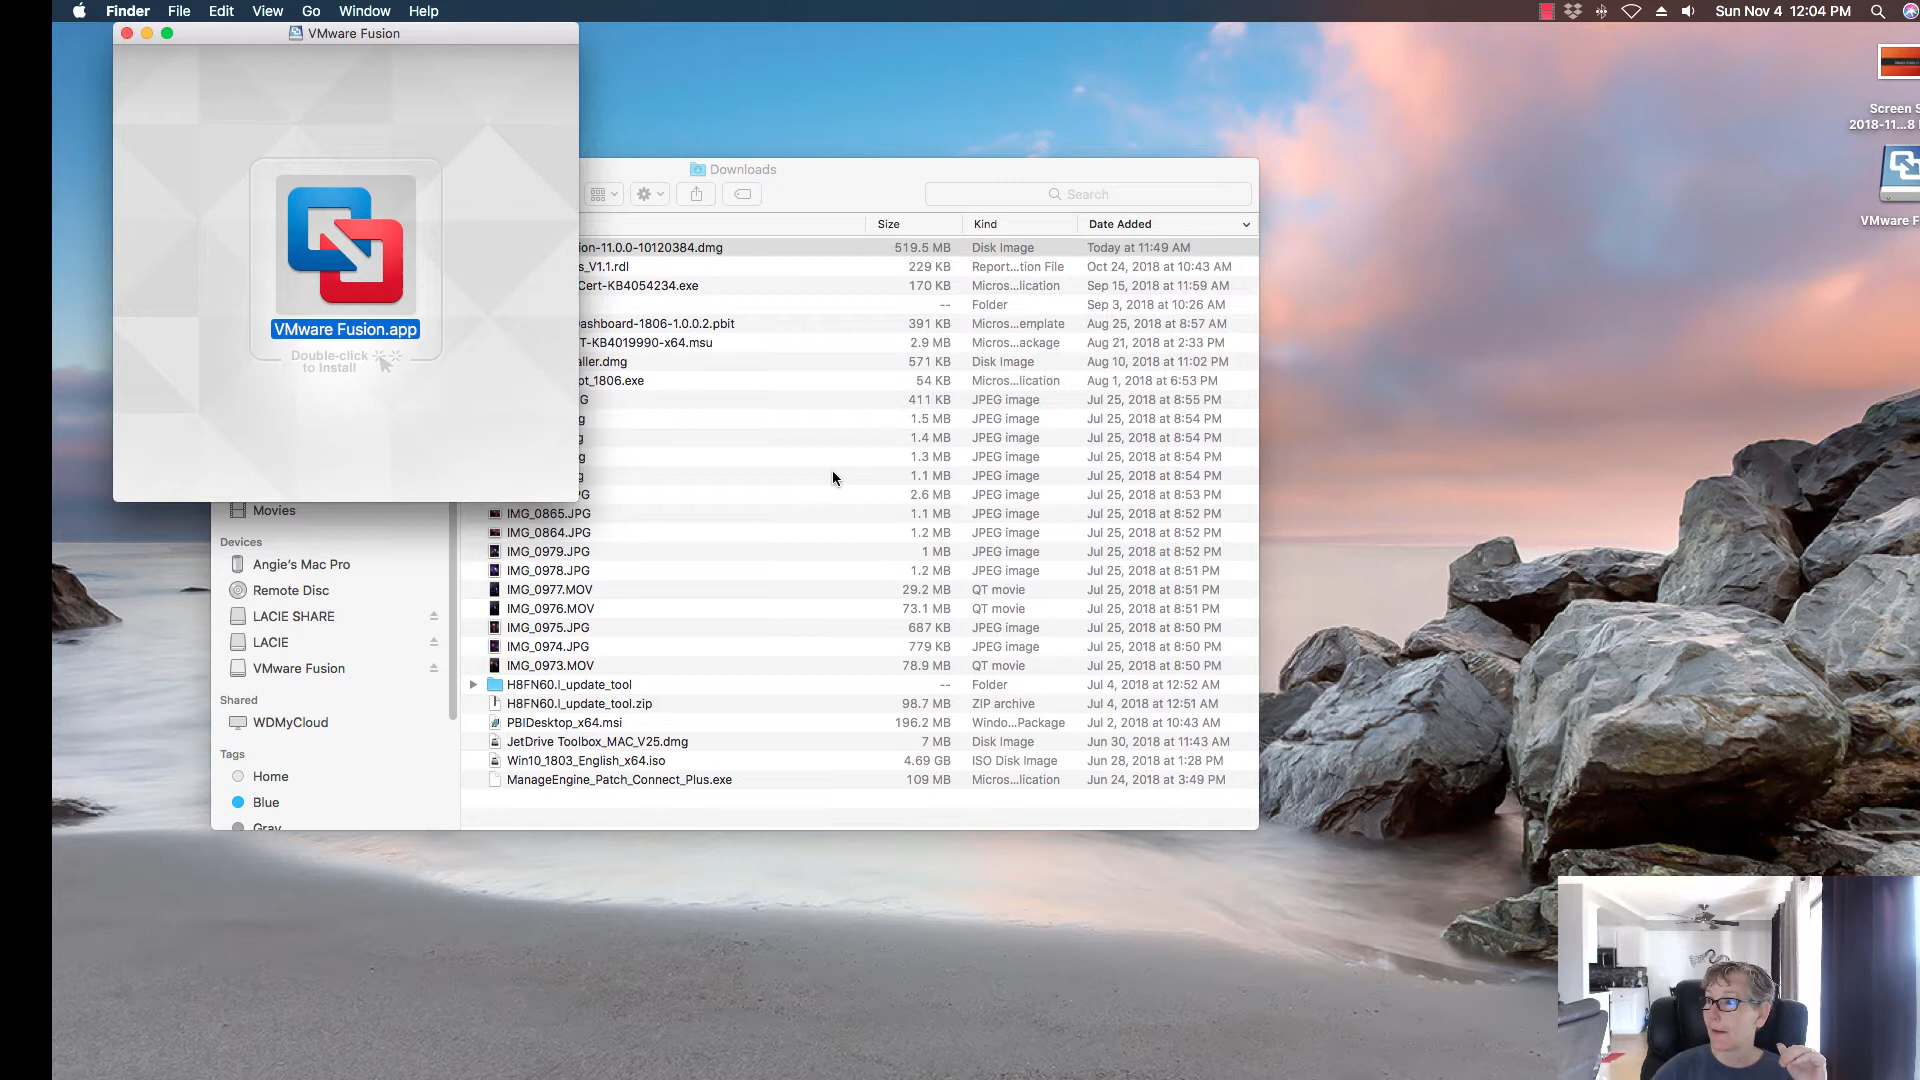 Finder File Edit View Go Window Help
Sun Nov 4 12:04 PM
VMware Fusion
VMware Fusion.app
Double-click
to Install
Downloads
Search
Size Kind Date Added
ion-11.0.0-10120384.dmg 519.5 MB Disk Image Today at 11:49 AM
s_V1.1.rdl 229 KB Report...tion File Oct 24, 2018 at 10:43 AM
Cert-KB4054234.exe 170 KB Micros...lication Sep 15, 2018 at 11:59 AM
-- Folder Sep 3, 2018 at 10:26 AM
ashboard-1806-1.0.0.2.pbit 391 KB Micros...emplate Aug 25, 2018 at 8:57 AM
T-KB4019990-x64.msu 2.9 MB Micros...ackage Aug 21, 2018 at 2:33 PM
aller.dmg 571 KB Disk Image Aug 10, 2018 at 11:02 PM
pt_1806.exe 54 KB Micros...lication Aug 1, 2018 at 6:53 PM
G 411 KB JPEG image Jul 25, 2018 at 8:55 PM
g 1.5 MB JPEG image Jul 25, 2018 at 8:54 PM
g 1.4 MB JPEG image Jul 25, 2018 at 8:54 PM
g 1.3 MB JPEG image Jul 25, 2018 at 8:54 PM
g 1.1 MB JPEG image Jul 25, 2018 at 8:54 PM
PG 2.6 MB JPEG image Jul 25, 2018 at 8:53 PM
IMG_0865.JPG 1.1 MB JPEG image Jul 25, 2018 at 8:52 PM
IMG_0864.JPG 1.2 MB JPEG image Jul 25, 2018 at 8:52 PM
IMG_0979.JPG 1 MB JPEG image Jul 25, 2018 at 8:52 PM
IMG_0978.JPG 1.2 MB JPEG image Jul 25, 2018 at 8:51 PM
IMG_0977.MOV 29.2 MB QT movie Jul 25, 2018 at 8:51 PM
IMG_0976.MOV 73.1 MB QT movie Jul 25, 2018 at 8:51 PM
IMG_0975.JPG 687 KB JPEG image Jul 25, 2018 at 8:50 PM
IMG_0974.JPG 779 KB JPEG image Jul 25, 2018 at 8:50 PM
IMG_0973.MOV 78.9 MB QT movie Jul 25, 2018 at 8:50 PM
H8FN60.I_update_tool -- Folder Jul 4, 2018 at 12:52 AM
H8FN60.I_update_tool.zip 98.7 MB ZIP archive Jul 4, 2018 at 12:51 AM
PBIDesktop_x64.msi 196.2 MB Windo...Package Jul 2, 2018 at 10:43 AM
JetDrive Toolbox_MAC_V25.dmg 7 MB Disk Image Jun 30, 2018 at 11:43 AM
Win10_1803_English_x64.iso 4.69 GB ISO Disk Image Jun 28, 2018 at 1:28 PM
ManageEngine_Patch_Connect_Plus.exe 109 MB Micros...lication Jun 24, 2018 at 3:49 PM
Movies
Devices
Angie's Mac Pro
Remote Disc
LACIE SHARE
LACIE
VMware Fusion
Shared
WDMyCloud
Tags
Home
Blue
Gray
Screen S
2018-11...8
VMware F